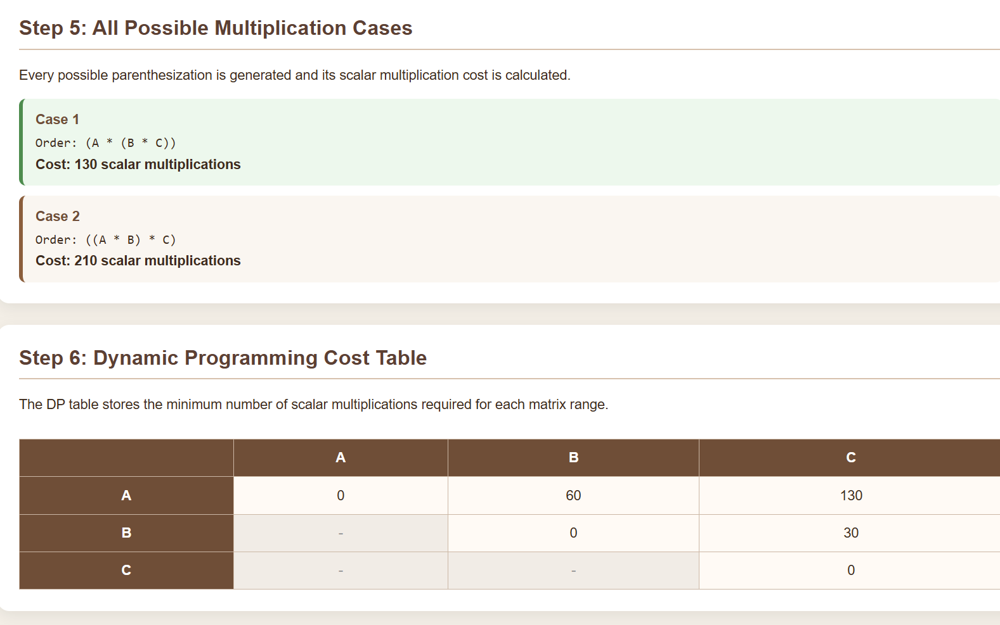 Step 5: All Possible Multiplication Cases
Every possible parenthesization is generated and its scalar multiplication cost is calculated.
Case 1
Order: (A * (B * C))
Cost: 130 scalar multiplications
Case 2
Order: ((A * B) * C)
Cost: 210 scalar multiplications
Step 6: Dynamic Programming Cost Table
The DP table stores the minimum number of scalar multiplications required for each matrix range.
A B C
A 0 60 130
B - 0 30
C - - 0